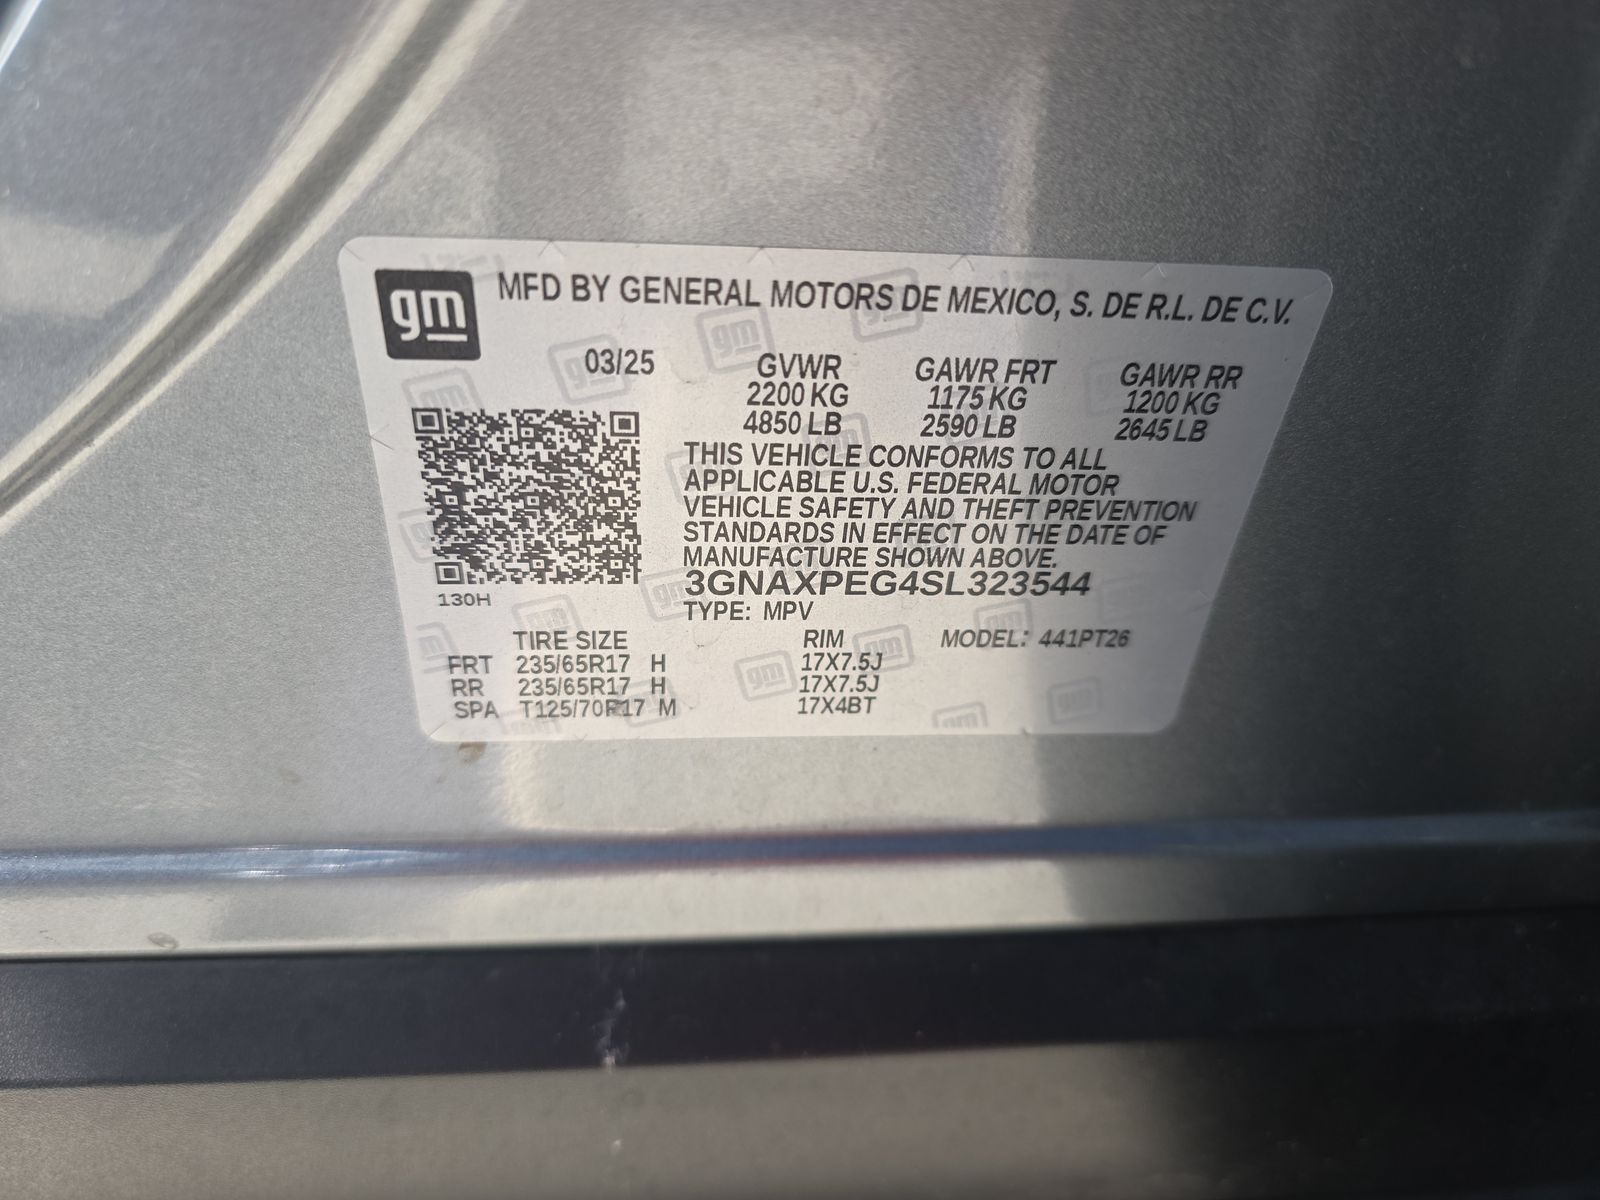 gm
MFD BY GENERAL MOTORS DE MEXICO, S. DE R.L. DE C.V.
03/25 GVWR GAWR FRT GAWR RR
2200 KG 1175 KG 1200 KG
4850 LB 2590 LB 2645 LB
THIS VEHICLE CONFORMS TO ALL
APPLICABLE U.S. FEDERAL MOTOR
VEHICLE SAFETY AND THEFT PREVENTION
STANDARDS IN EFFECT ON THE DATE OF
MANUFACTURE SHOWN ABOVE.
3GNAXPEG4SL323544
130H
TYPE: MPV
TIRE SIZE RIM MODEL: 441PT26
FRT 235/65R17 H 17X7.5J
RR 235/65R17 H 17X7.5J
SPA T125/70R17 M 17X4BT